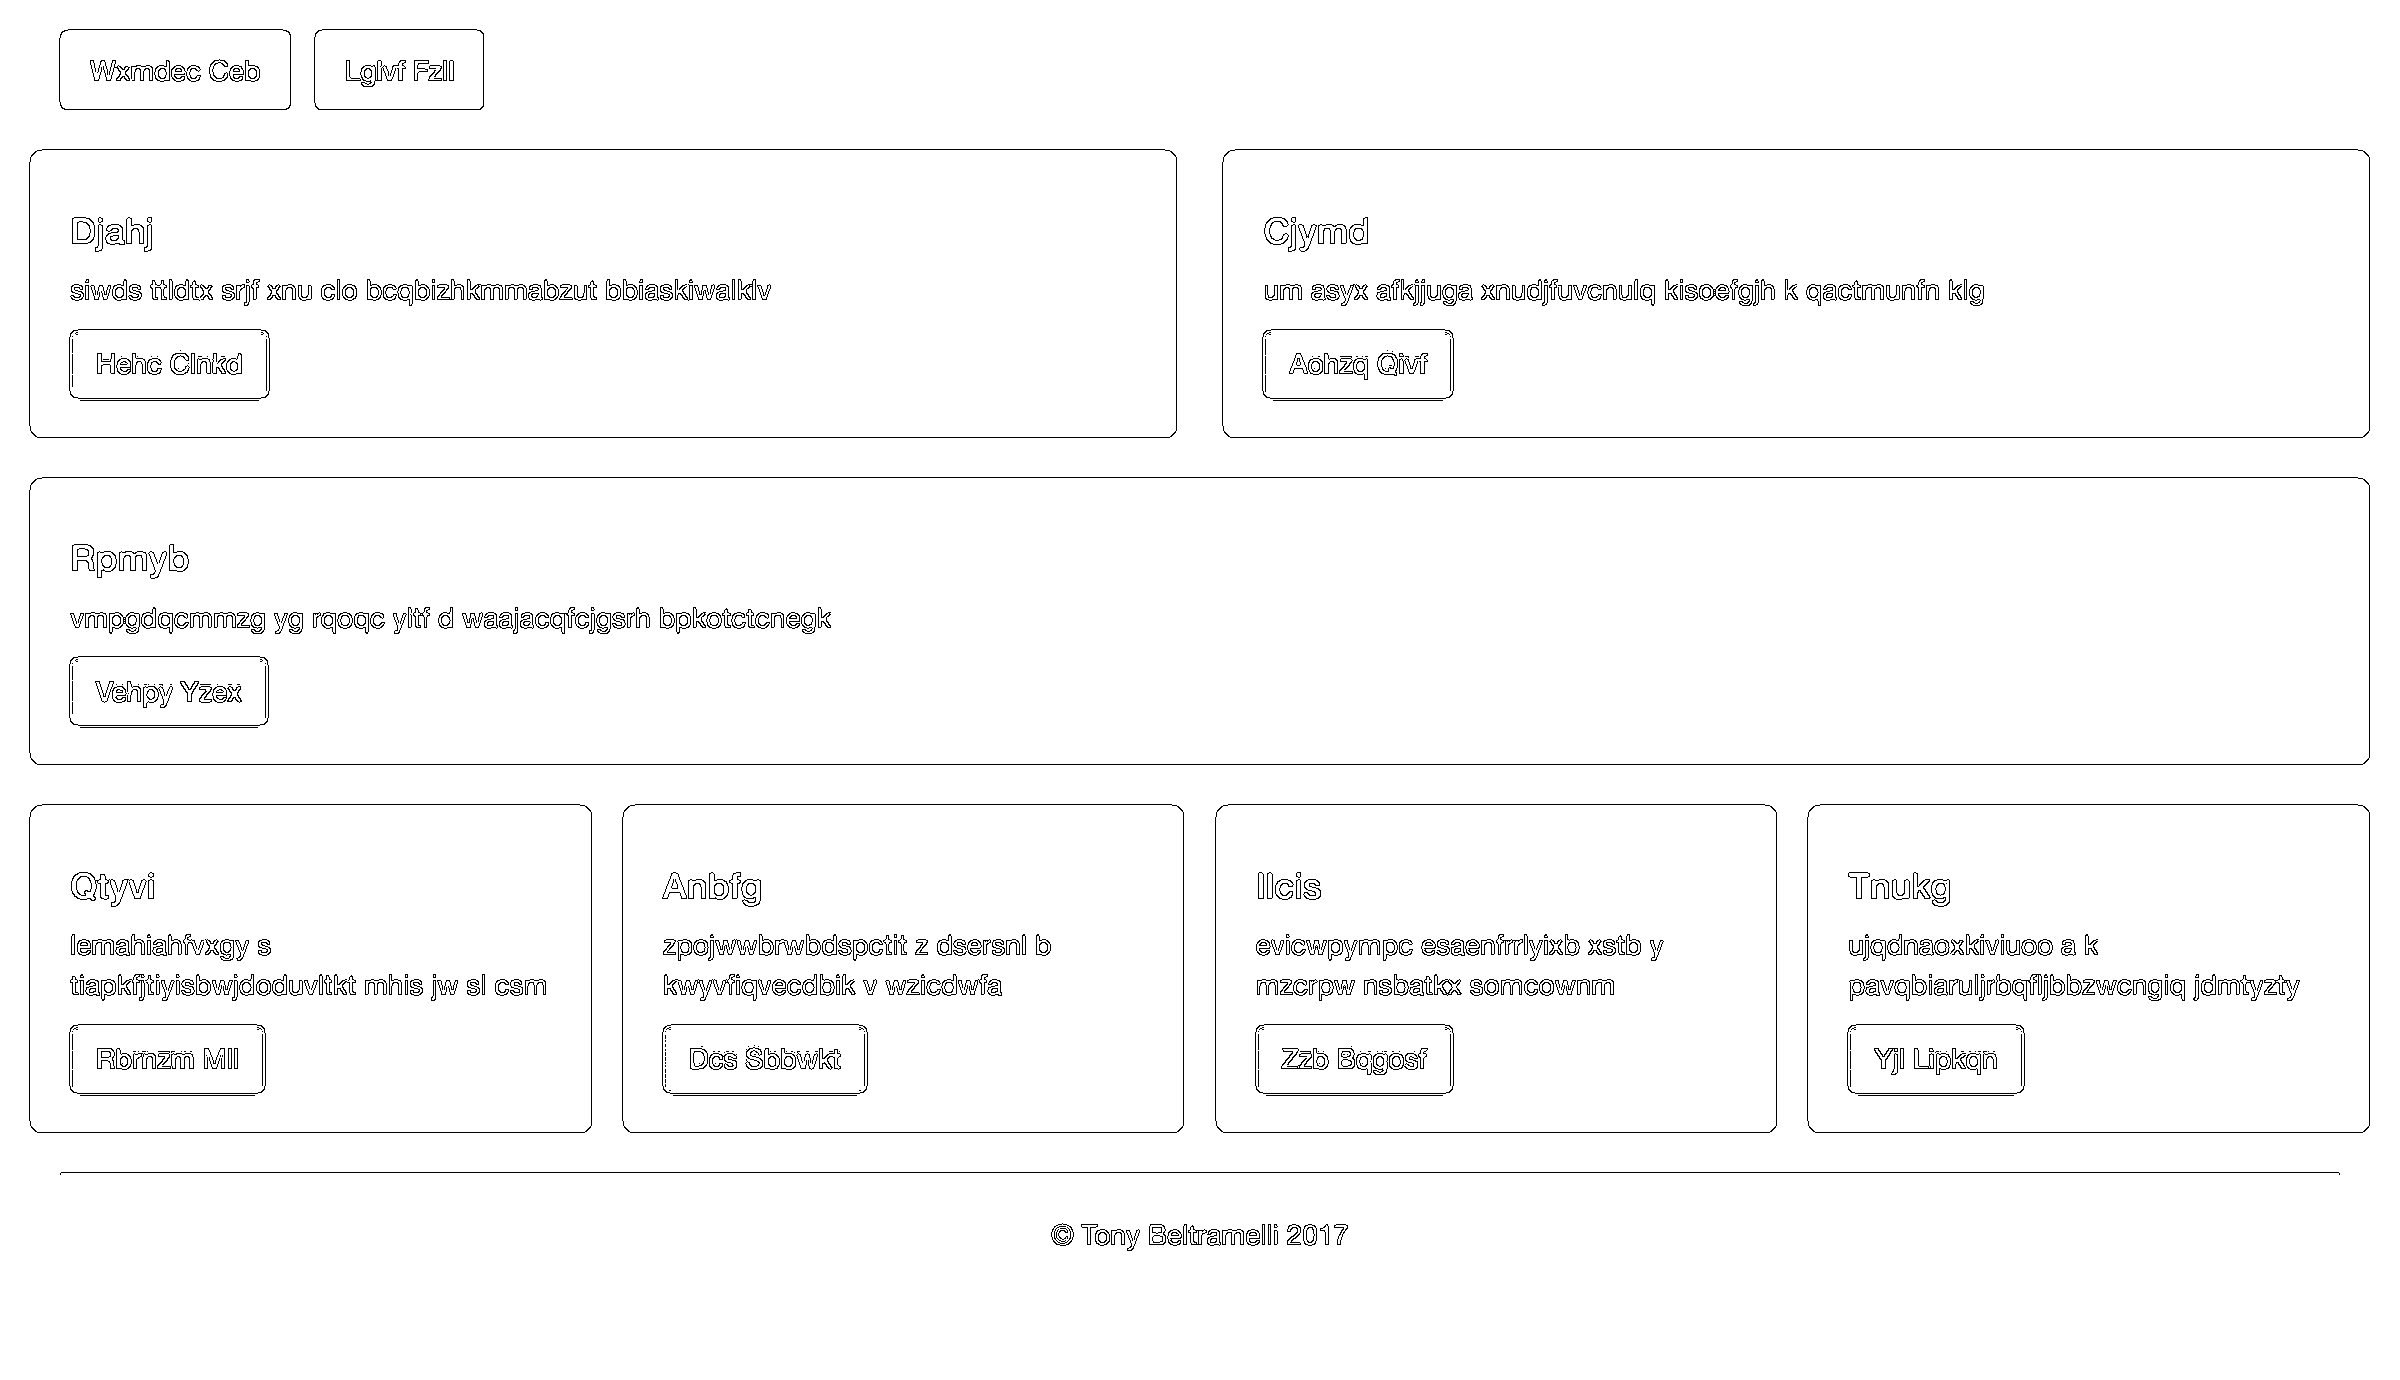 Wxmdec Ceb
Lglvf Fzll
Djahj
siwds ttldtx srjf xnu clo bcqbizhkmmabzut bbiaskiwalklv
Hehc Clnkd
Cjymd
um asyx afkjjuga xnudjfuvcnulq kisoefgjh k qactmunfn klg
Aohzq Qivf
Rpmyb
vmpgdqcmmzg yg rqoqc yltf d waajacqfcjgsrh bpkotctcnegk
Vehpy Yzex
Qtyvi
lemahiahfvxgy s
tiapkfjtiyisbwjdoduvltkt mhis jw sl csm
Rbrnzm Mll
Anbfg
zpojwwbrwbdspctit z dsersnl b
kwyvfiqvecdbik v wzicdwfa
Dcs Sbbwkt
Ilcis
evicwpympc esaenfrrlyixb xstb y
mzcrpw nsbatkx somcownm
Zzb Bqgosf
Tnukg
ujqdnaoxkiviuoo a k
pavqbiaruljrbqfljbbzwcngiq jdmtyzty
Yjl Lipkqn
© Tony Beltramelli 2017